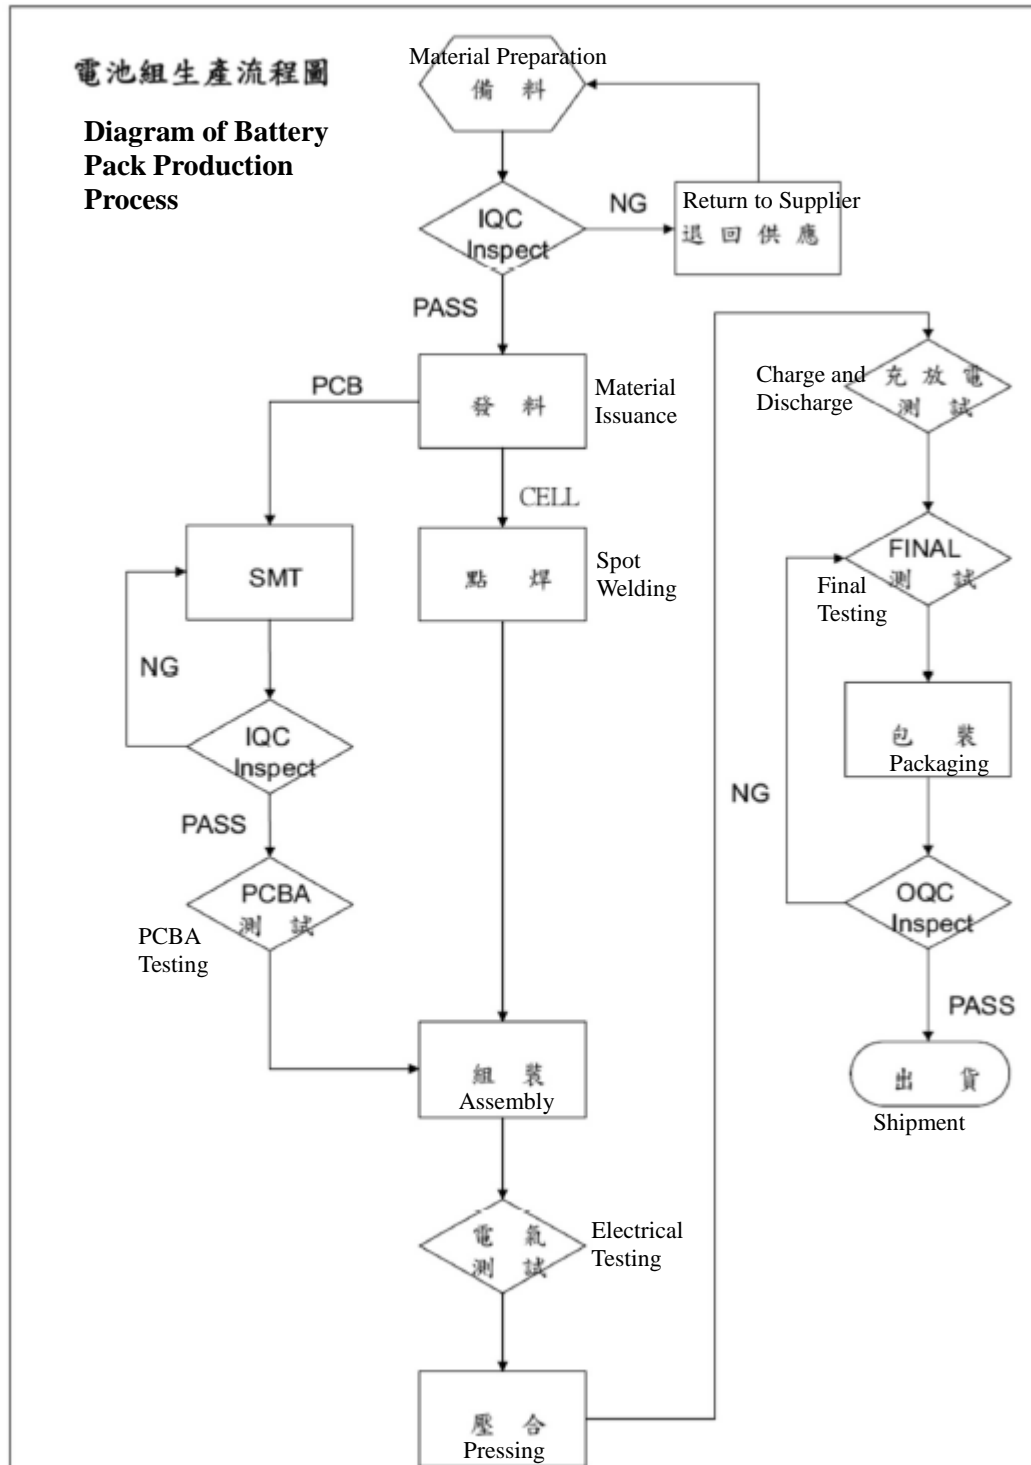 電池組生產流程圖
Diagram of Battery
Pack Production
Process
Material Preparation
備 料
IQC
Inspect
NG
Return to Supplier
退 回 供 應
PASS
發 料
Material
Issuance
PCB
CELL
SMT
點 焊
Spot
Welding
NG
IQC
Inspect
PASS
PCBA
測 試
PCBA
Testing
組 裝
Assembly
電 氣
測 試
Electrical
Testing
壓 合
Pressing
Charge and
Discharge
充 放 電
測 試
FINAL
測 試
Final
Testing
包 裝
Packaging
NG
OQC
Inspect
PASS
出 貨
Shipment